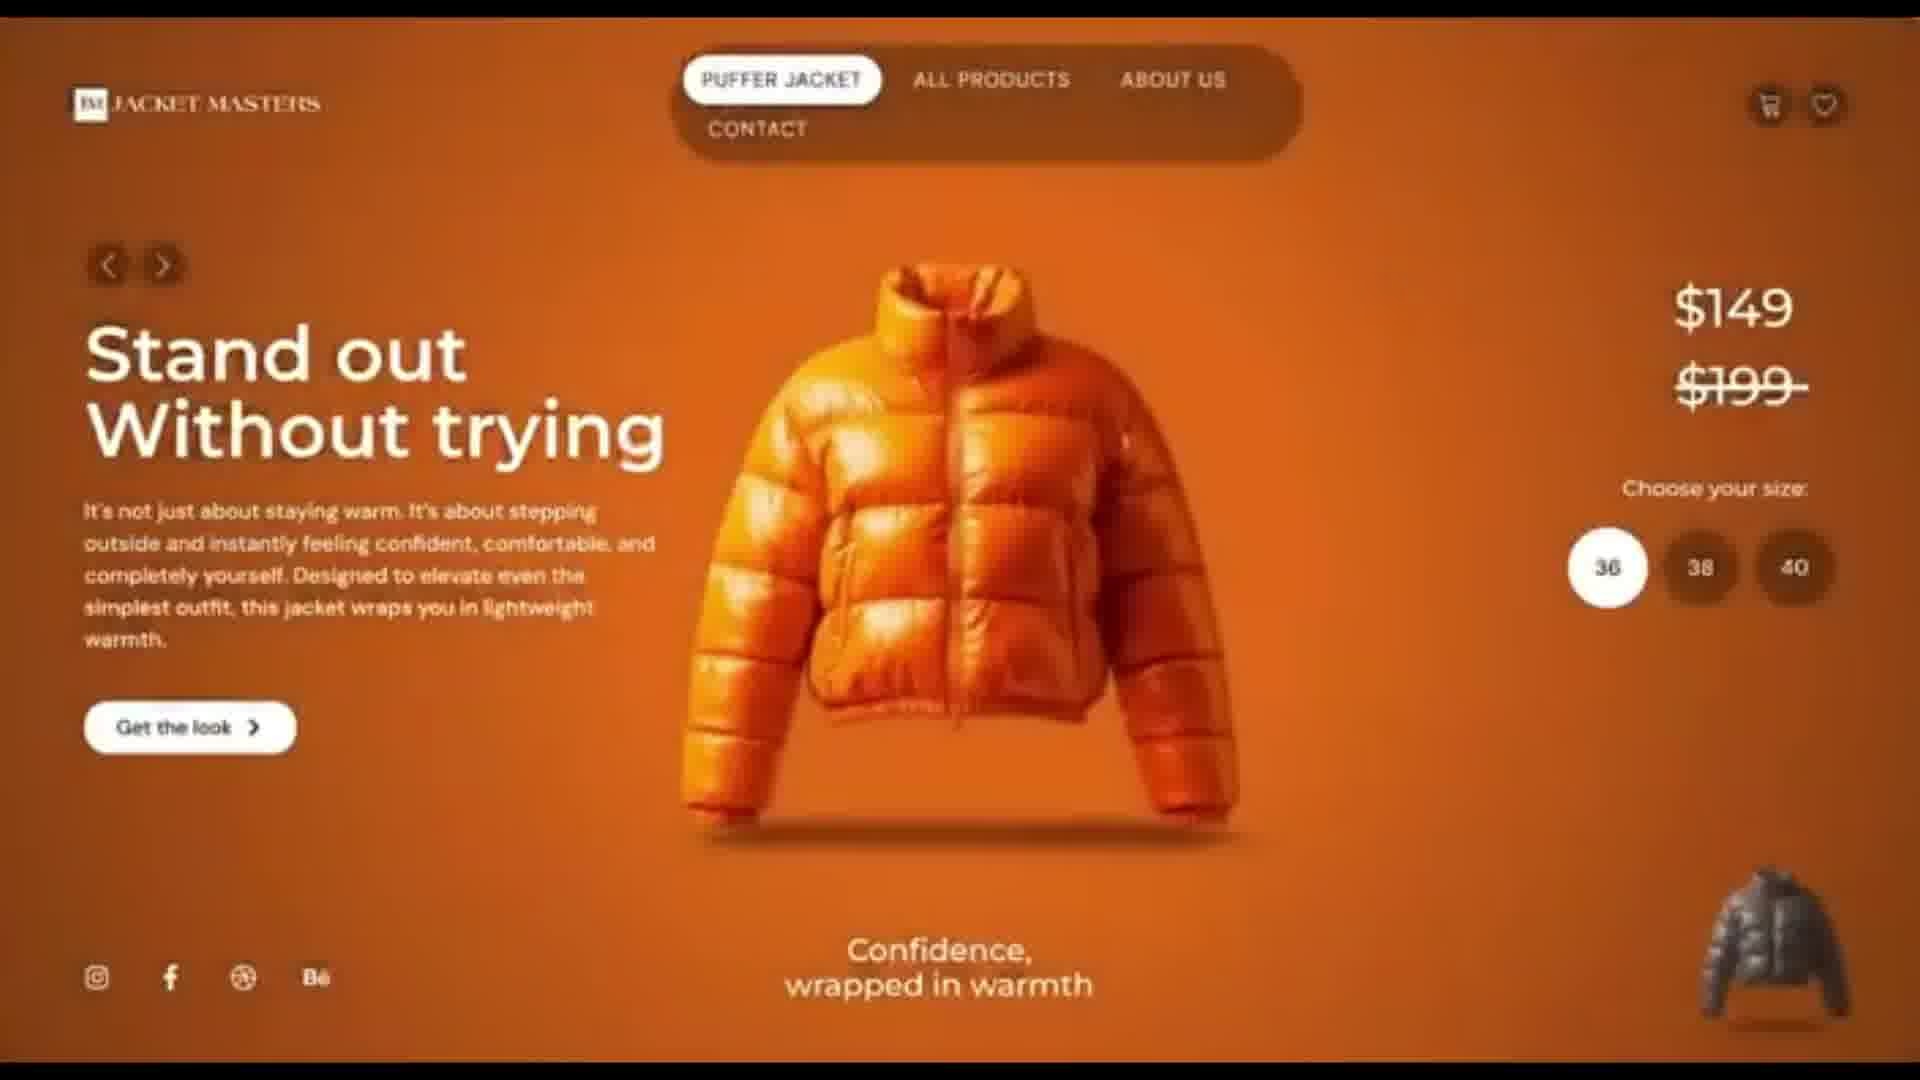 JACKET MASTERS
PUFFER JACKET
ALL PRODUCTS
ABOUT US
CONTACT
Stand out
Without trying
It's not just about staying warm. It's about stepping
outside and instantly feeling confident, comfortable, and
completely yourself. Designed to elevate even the
simplest outfit, this jacket wraps you in lightweight
warmth.
Get the look
$149
$199
Choose your size:
36
38
40
Confidence,
wrapped in warmth
Bē